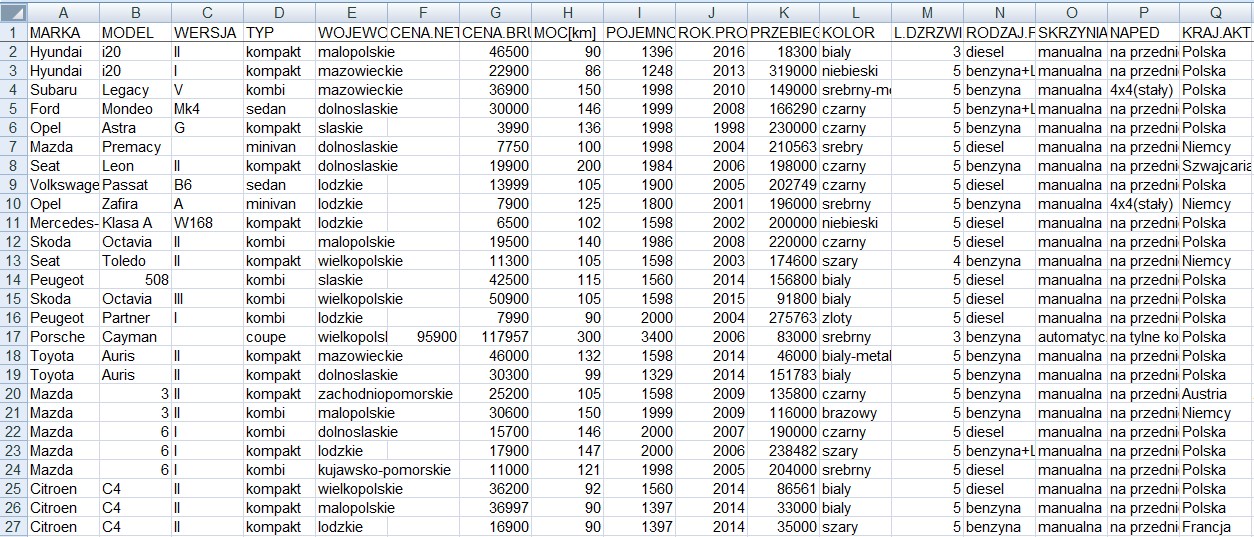 A B C D E F G H I J K L M N O P Q
1 MARKA MODEL WERSJA TYP WOJEWO CENA.NET CENA.BRU MOC[km] POJEMNO ROK.PRO PRZEBIEG KOLOR L.DZRZWI RODZAJ.P SKRZYNIA NAPED KRAJ.AKT
2 Hyundai i20 II kompakt malopolskie 46500 90 1396 2016 18300 bialy 3 diesel manualna na przedni Polska
3 Hyundai i20 I kompakt mazowieckie 22900 86 1248 2013 319000 niebieski 5 benzyna+L manualna na przedni Polska
4 Subaru Legacy V kombi mazowieckie 36900 150 1998 2010 149000 srebrny-me 5 benzyna manualna 4x4(stały) Polska
5 Ford Mondeo Mk4 sedan dolnoslaskie 30000 146 1999 2008 166290 czarny 5 benzyna+L manualna na przedni Polska
6 Opel Astra G kompakt slaskie 3990 136 1998 1998 230000 czarny 5 benzyna manualna na przedni Polska
7 Mazda Premacy minivan dolnoslaskie 7750 100 1998 2004 210563 srebry 5 diesel manualna na przedni Niemcy
8 Seat Leon II kompakt dolnoslaskie 19900 200 1984 2006 198000 czarny 5 benzyna manualna na przedni Szwajcaria
9 Volkswage Passat B6 sedan lodzkie 13999 105 1900 2005 202749 czarny 5 diesel manualna na przedni Polska
10 Opel Zafira A minivan lodzkie 7900 125 1800 2001 196000 srebrny 5 benzyna manualna 4x4(stały) Niemcy
11 Mercedes- Klasa A W168 kompakt lodzkie 6500 102 1598 2002 200000 niebieski 5 diesel manualna na przedni Polska
12 Skoda Octavia II kombi malopolskie 19500 140 1986 2008 220000 czarny 5 diesel manualna na przedni Polska
13 Seat Toledo II kompakt wielkopolskie 11300 105 1598 2003 174600 szary 4 benzyna manualna na przedni Niemcy
14 Peugeot 508 kombi slaskie 42500 115 1560 2014 156800 bialy 5 diesel manualna na przedni Polska
15 Skoda Octavia III kombi wielkopolskie 50900 105 1598 2015 91800 bialy 5 diesel manualna na przedni Polska
16 Peugeot Partner I kombi lodzkie 7990 90 2000 2004 275763 zloty 5 diesel manualna na przedni Polska
17 Porsche Cayman coupe wielkopolsl 95900 117957 300 3400 2006 83000 srebrny 3 benzyna automatyc na tylne ko Polska
18 Toyota Auris II kompakt mazowieckie 46000 132 1598 2014 46000 bialy-metal 5 benzyna manualna na przedni Polska
19 Toyota Auris II kompakt dolnoslaskie 30300 99 1329 2014 151783 bialy 5 benzyna manualna na przedni Polska
20 Mazda 3 II kompakt zachodniopomorskie 25200 105 1598 2009 135800 czarny 5 benzyna manualna na przedni Austria
21 Mazda 3 II kombi malopolskie 30600 150 1999 2009 116000 brazowy 5 benzyna manualna na przedni Niemcy
22 Mazda 6 I kombi dolnoslaskie 15700 146 2000 2007 190000 czarny 5 diesel manualna na przedni Polska
23 Mazda 6 I kompakt lodzkie 17900 147 2000 2006 238482 szary 5 benzyna+L manualna na przedni Polska
24 Mazda 6 I kombi kujawsko-pomorskie 11000 121 1998 2005 204000 srebrny 5 diesel manualna na przedni Polska
25 Citroen C4 II kompakt wielkopolskie 36200 92 1560 2014 86561 bialy 5 diesel manualna na przedni Polska
26 Citroen C4 II kompakt malopolskie 36997 90 1397 2014 33000 bialy 5 benzyna manualna na przedni Polska
27 Citroen C4 II kompakt lodzkie 16900 90 1397 2014 35000 szary 5 benzyna manualna na przedni Francja